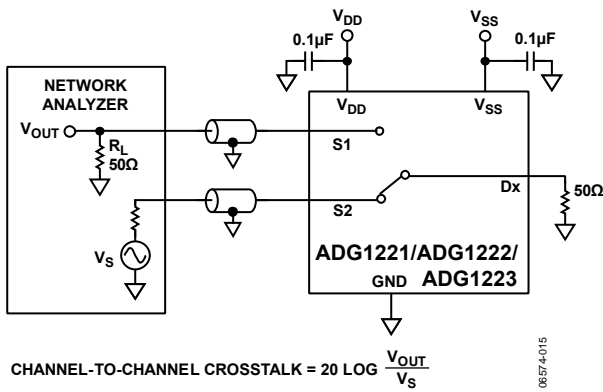 VDD
VSS
0.1µF
0.1µF
NETWORK
ANALYZER
VDD
VSS
VOUT
RL
50Ω
S1
S2
Dx
50Ω
VS
ADG1221/ADG1222/
ADG1223
GND
CHANNEL-TO-CHANNEL CROSSTALK = 20 LOG VOUT
VS
06574-015